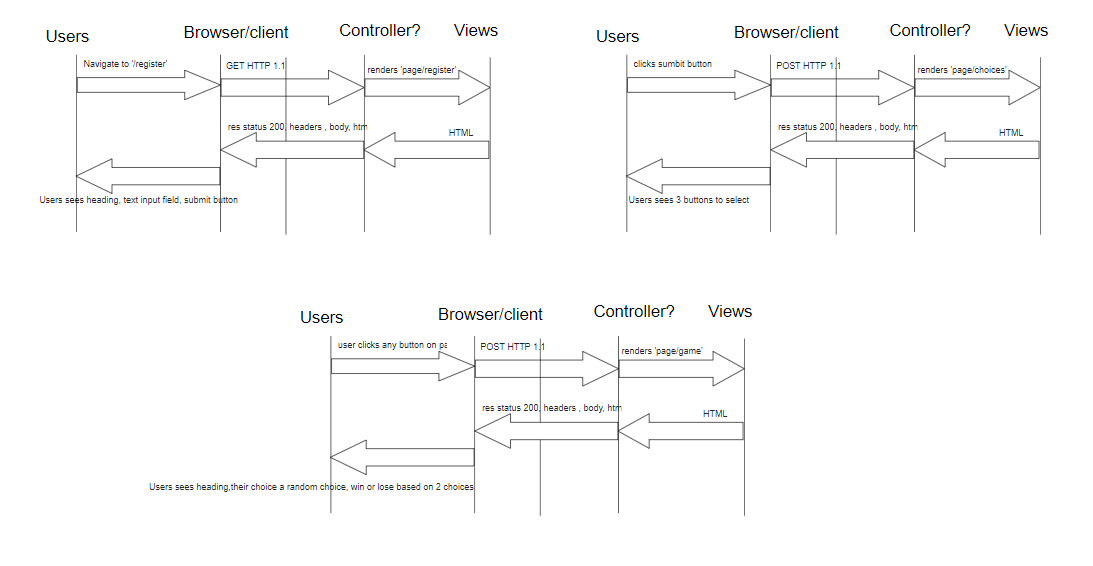 Users
Browser/client
Controller?
Views
Navigate to '/register'
GET HTTP 1.1
renders 'page/register'
res status 200, headers , body, htm
HTML
Users sees heading, text input field, submit button
Users
Browser/client
Controller?
Views
clicks sumbit button
POST HTTP 1.1
renders 'page/choices'
res status 200, headers , body, htm
HTML
Users sees 3 buttons to select
Users
Browser/client
Controller?
Views
user clicks any button on pa
POST HTTP 1.1
renders 'page/game'
res status 200, headers , body, htm
HTML
Users sees heading,their choice a random choice, win or lose based on 2 choices